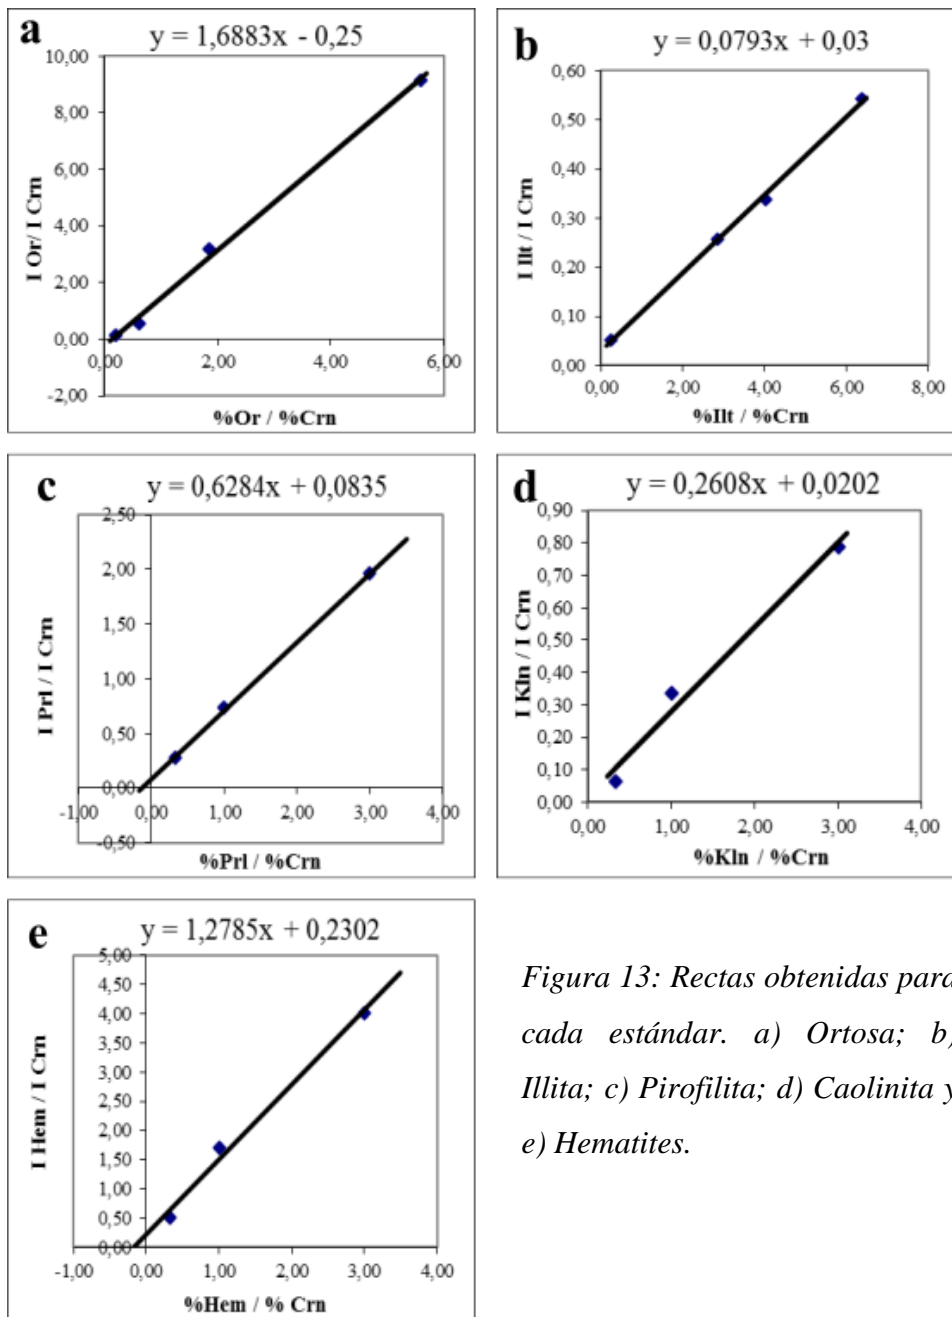 a
y = 1,6883x - 0,25
10,00
8,00
6,00
4,00
2,00
0,00
-2,00
0,00 2,00 4,00 6,00
I Or/ I Crn
%Or / %Crn
b
y = 0,0793x + 0,03
0,60
0,50
0,40
0,30
0,20
0,10
0,00
0,00 2,00 4,00 6,00 8,00
I Ilt / I Crn
%Ilt / %Crn
c
y = 0,6284x + 0,0835
2,50
2,00
1,50
1,00
0,50
0,00
-0,50
-1,00 0,00 1,00 2,00 3,00 4,00
I Prl / I Crn
%Prl / %Crn
d
y = 0,2608x + 0,0202
0,90
0,80
0,70
0,60
0,50
0,40
0,30
0,20
0,10
0,00
0,00 1,00 2,00 3,00 4,00
I Kln / I Crn
%Kln / %Crn
e
y = 1,2785x + 0,2302
5,00
4,50
4,00
3,50
3,00
2,50
2,00
1,50
1,00
0,50
0,00
-1,00 0,00 1,00 2,00 3,00 4,00
I Hem / I Crn
%Hem / % Crn
Figura 13: Rectas obtenidas para
cada estándar. a) Ortosa; b)
Illita; c) Pirofilita; d) Caolinita y
e) Hematites.